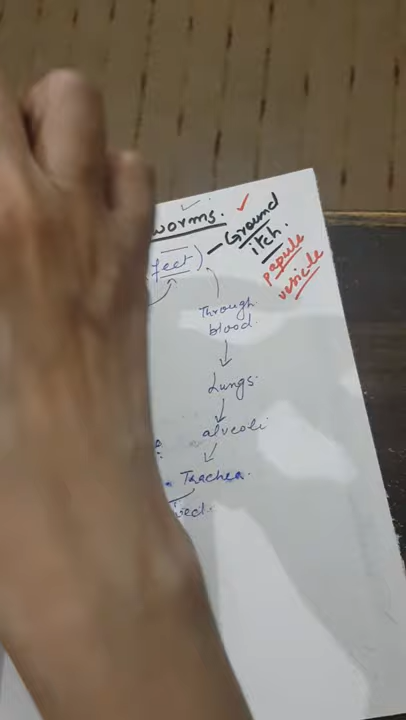 worms.
feet) - Ground
itch.
papule
vesicle
Through
blood.
Lungs.
alveoli
Trachea.